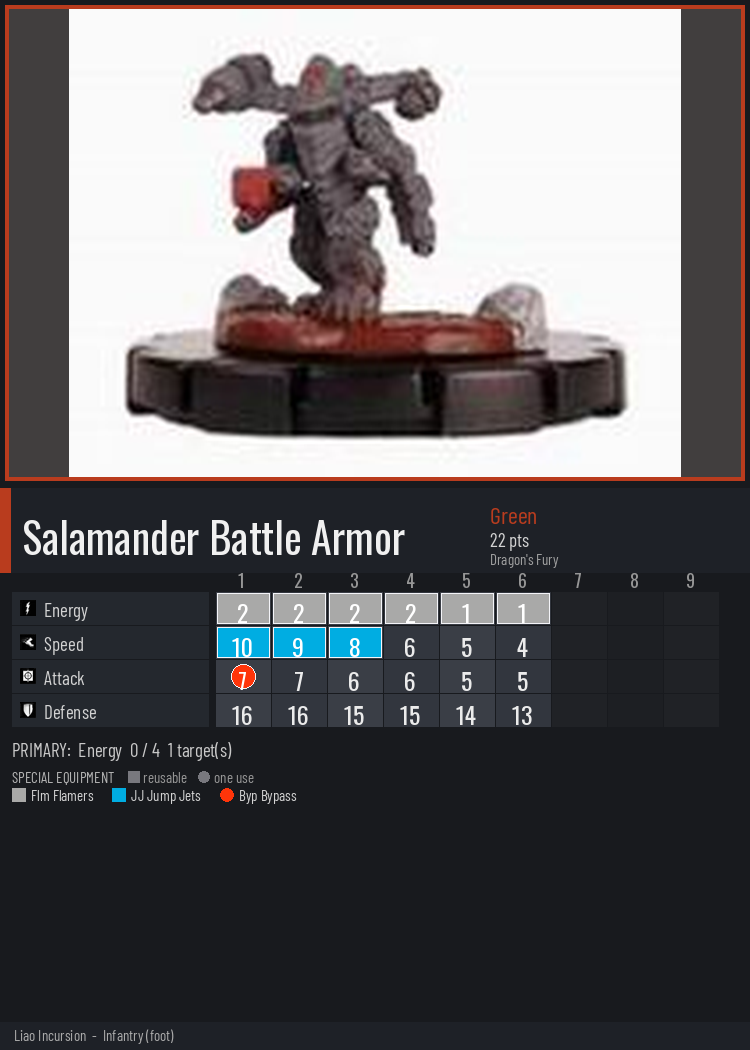 Salamander Battle Armor
Green
22 pts
Dragon's Fury
1 2 3 4 5 6 7 8 9
Energy 2 2 2 2 1 1
Speed 10 9 8 6 5 4
Attack 7 7 6 6 5 5
Defense 16 16 15 15 14 13
PRIMARY: Energy 0 / 4 1 target(s)
SPECIAL EQUIPMENT reusable one use
Flm Flamers JJ Jump Jets Byp Bypass
Liao Incursion - Infantry (foot)